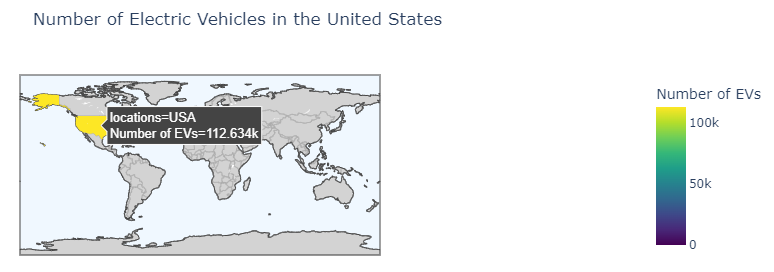 Number of Electric Vehicles in the United States
locations=USA
Number of EVs=112.634k
Number of EVs
100k
50k
0